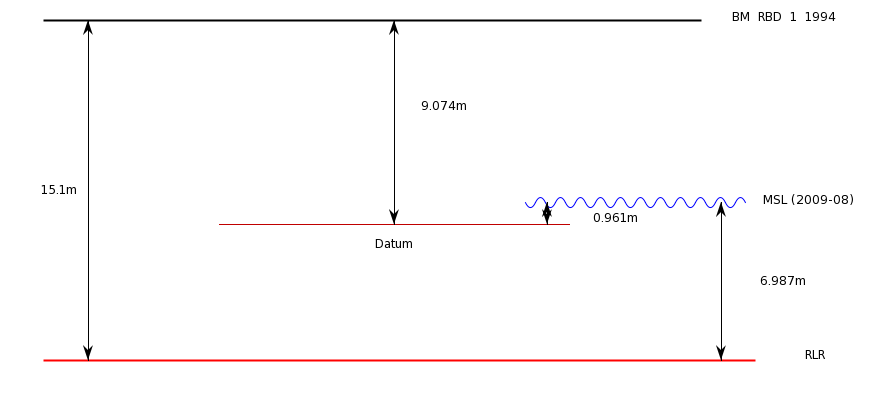 BM RBD 1 1994
9.074m
15.1m
MSL (2009-08)
0.961m
Datum
6.987m
RLR